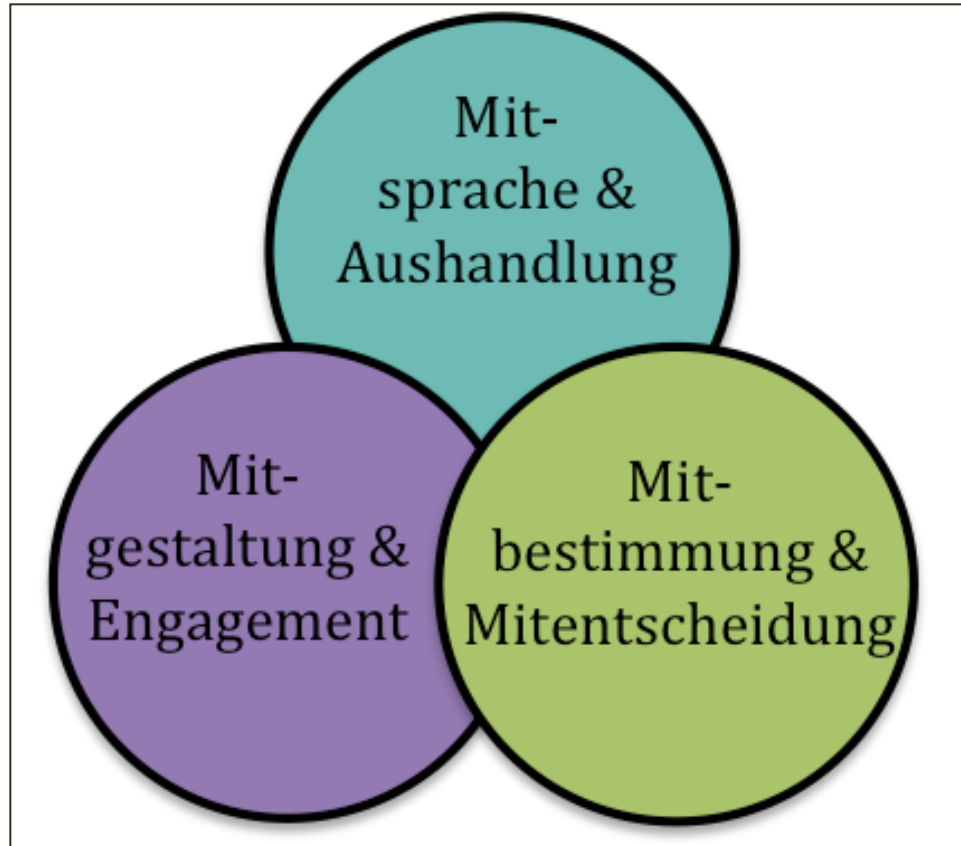 Mit-
sprache &
Aushandlung
Mit-
gestaltung &
Engagement
Mit-
bestimmung &
Mitentscheidung